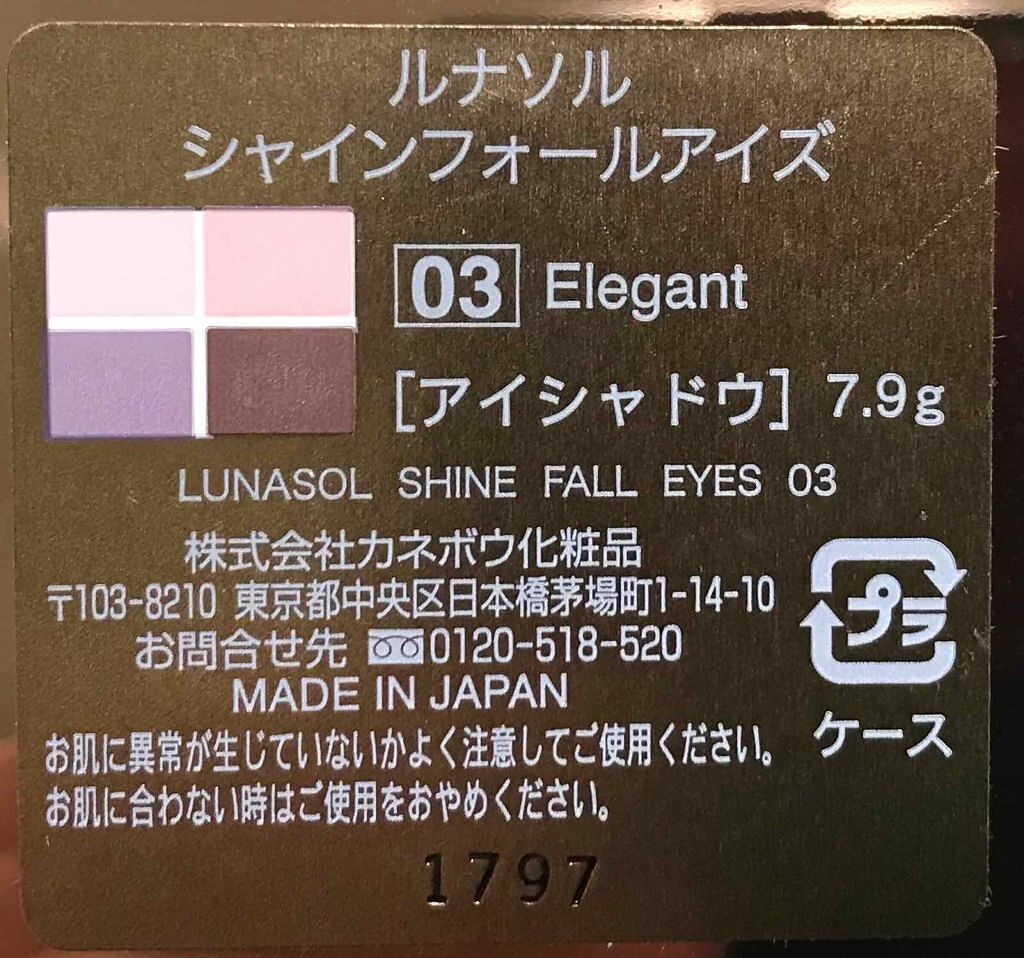 ルナソル
シャインフォールアイズ
03 Elegant
[アイシャドウ] 7.9g
LUNASOL SHINE FALL EYES 03
株式会社カネボウ化粧品
〒103-8210 東京都中央区日本橋茅場町1-14-10
お問合せ先 0120-518-520
MADE IN JAPAN
プラ
ケース
お肌に異常が生じていないかよく注意してご使用ください。
お肌に合わない時はご使用をおやめください。
1797